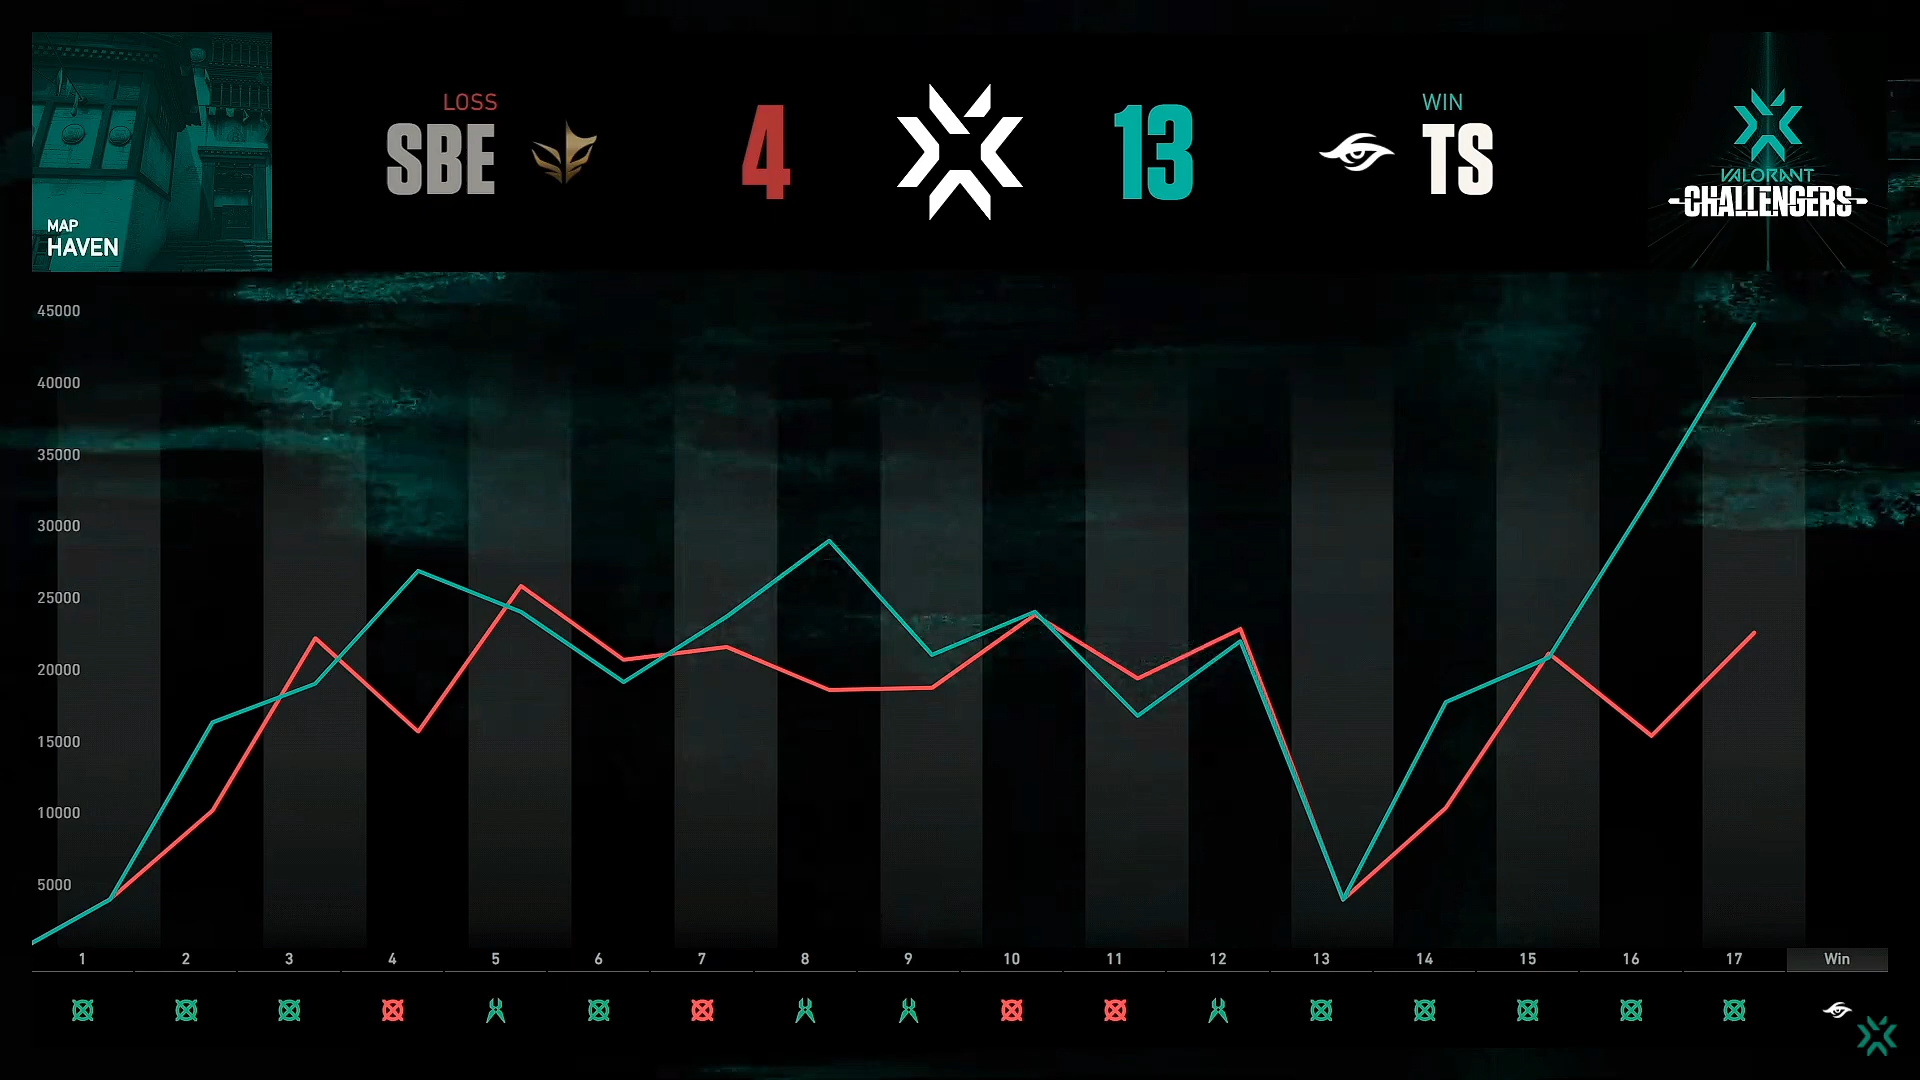 MAP
HAVEN
LOSS
SBE
4
13
WIN
TS
VALORANT
CHALLENGERS
45000
40000
35000
30000
25000
20000
15000
10000
5000
1 2 3 4 5 6 7 8 9 10 11 12 13 14 15 16 17 Win